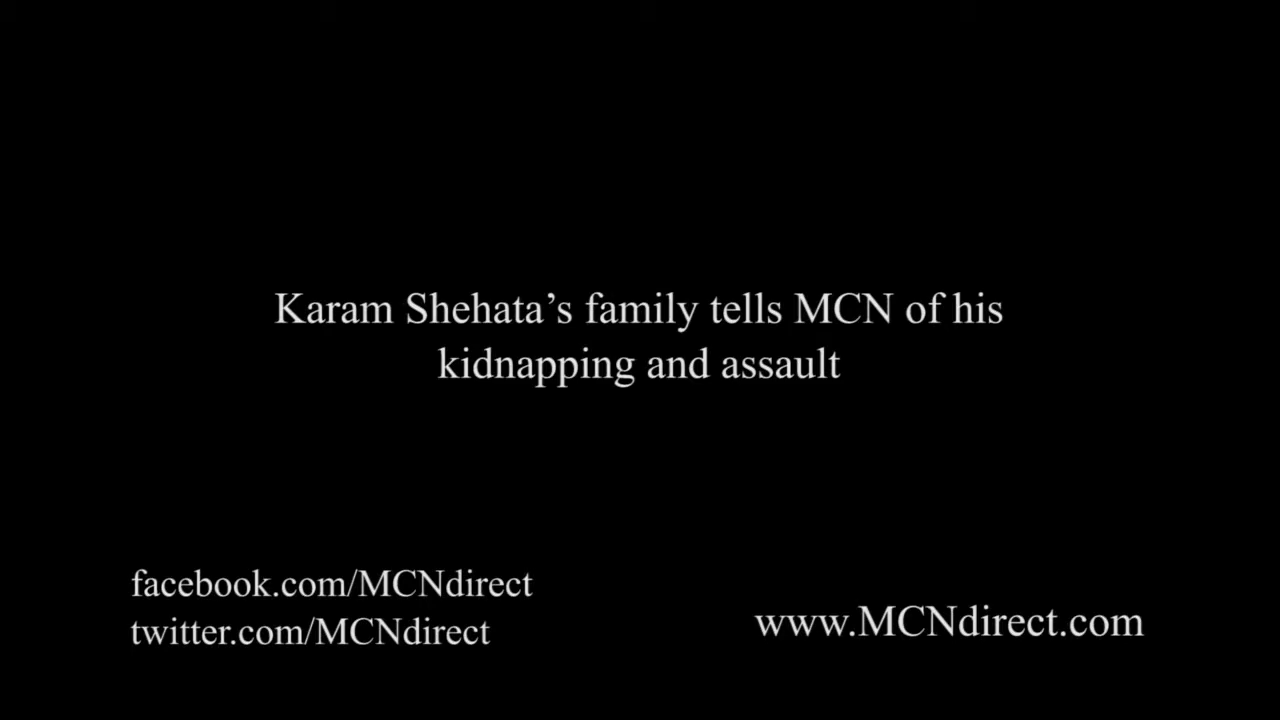 Karam Shehata’s family tells MCN of his
kidnapping and assault
facebook.com/MCNdirect
twitter.com/MCNdirect
www.MCNdirect.com